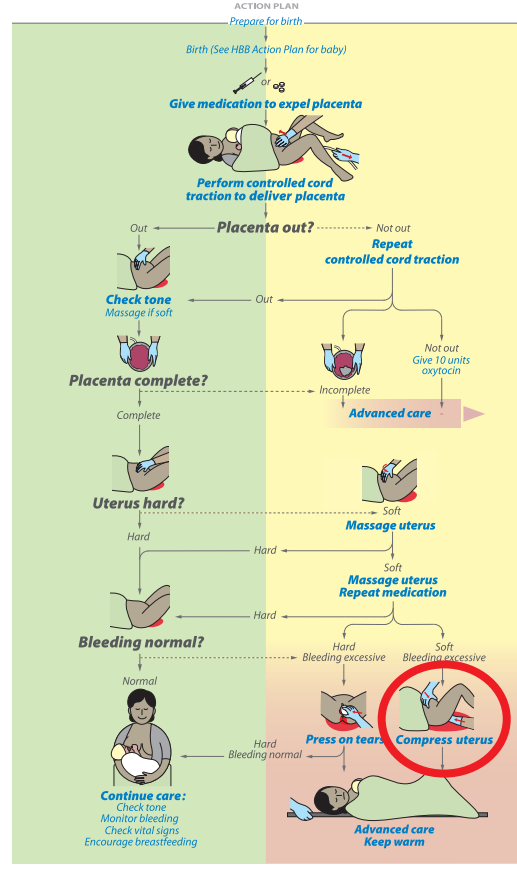 ACTION PLAN
Prepare for birth
Birth (See HBB Action Plan for baby)
or
Give medication to expel placenta
Perform controlled cord
traction to deliver placenta
Out
Placenta out?
Not out
Repeat
controlled cord traction
Check tone
Massage if soft
Out
Not out
Give 10 units
oxytocin
Placenta complete?
Incomplete
Complete
Advanced care
Uterus hard?
Soft
Massage uterus
Hard
Hard
Soft
Massage uterus
Repeat medication
Hard
Bleeding normal?
Hard
Bleeding excessive
Soft
Bleeding excessive
Normal
Press on tears
Compress uterus
Hard
Bleeding normal
Continue care:
Check tone
Monitor bleeding
Check vital signs
Encourage breastfeeding
Advanced care
Keep warm